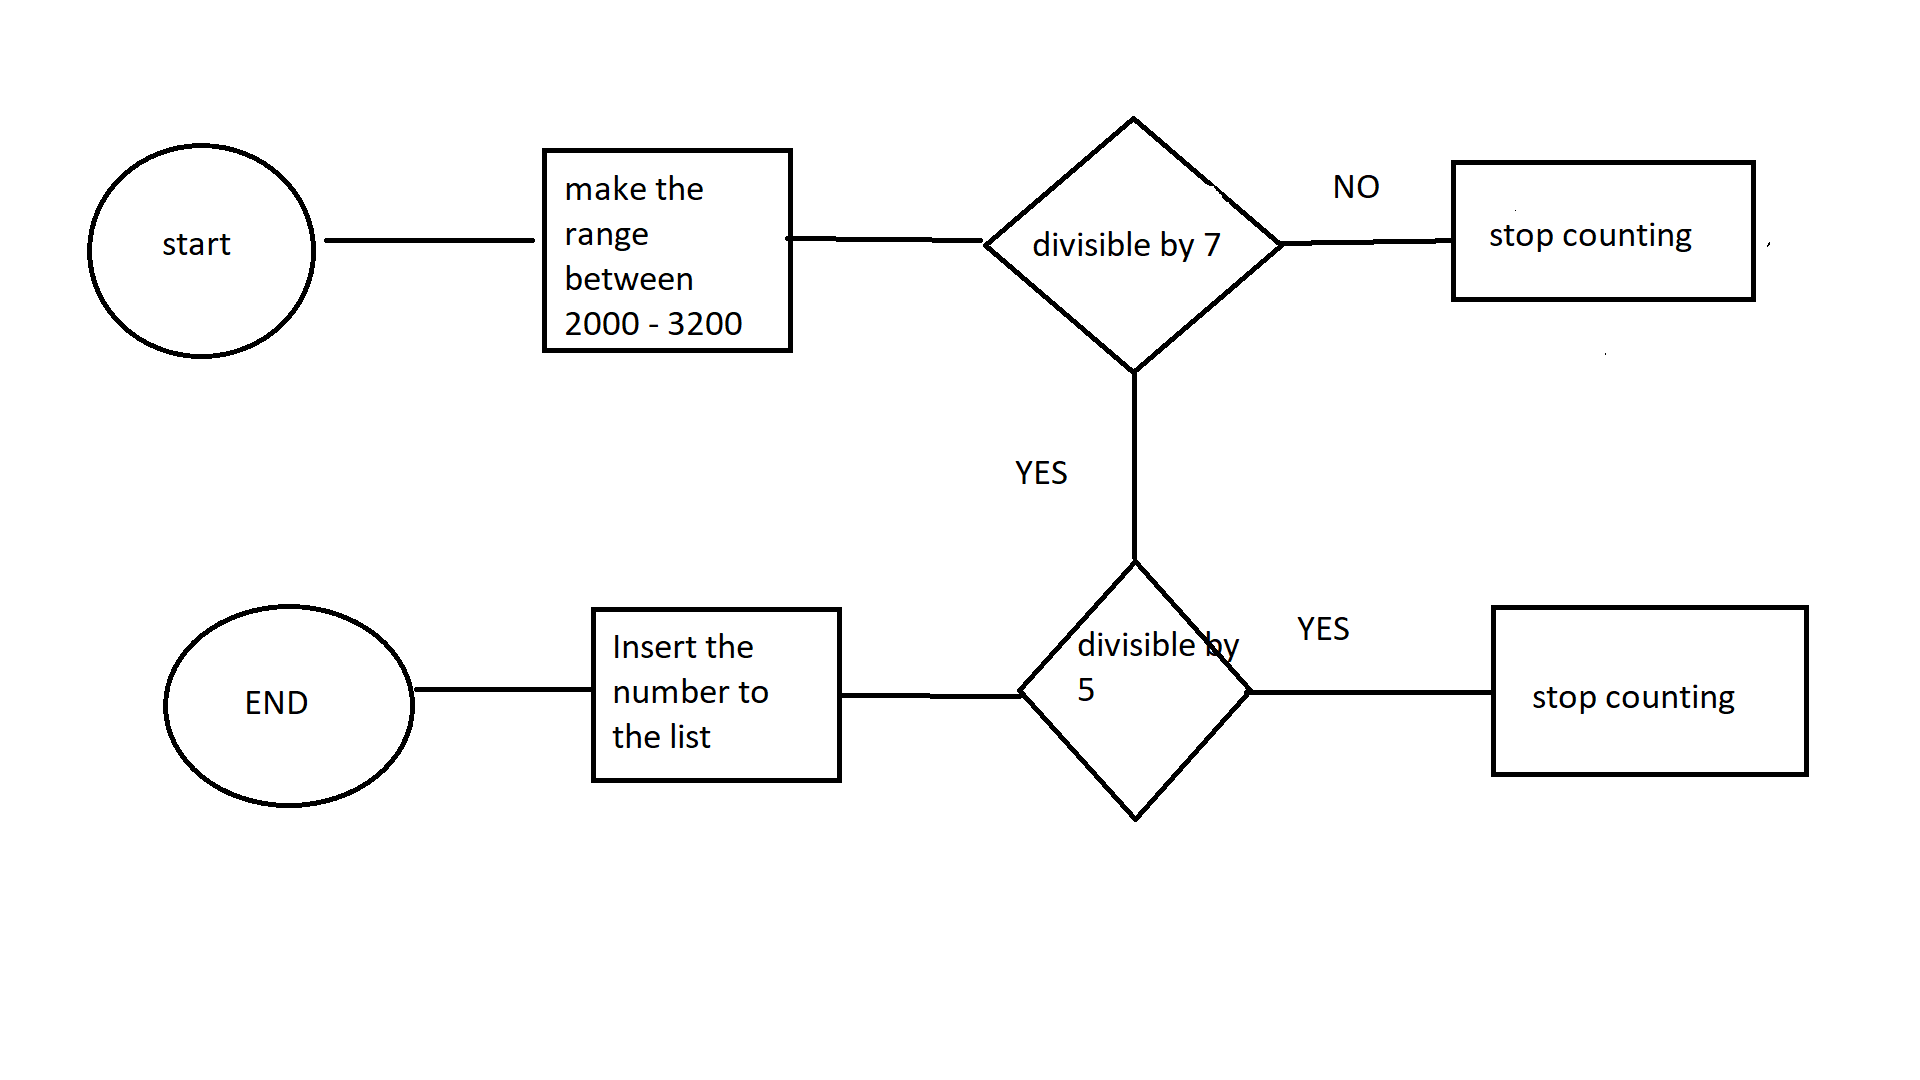 start
make the
range
between
2000 - 3200
divisible by 7
NO
stop counting
YES
divisible by
5
YES
stop counting
Insert the
number to
the list
END